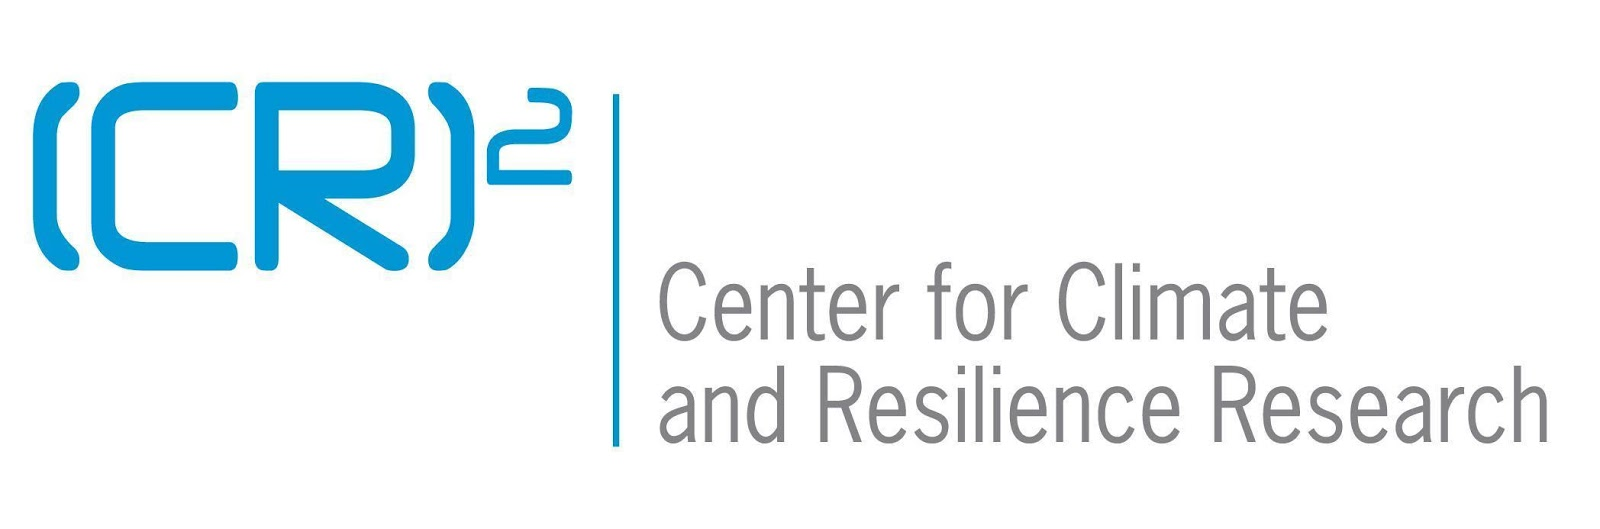 (CR)²
Center for Climate
and Resilience Research